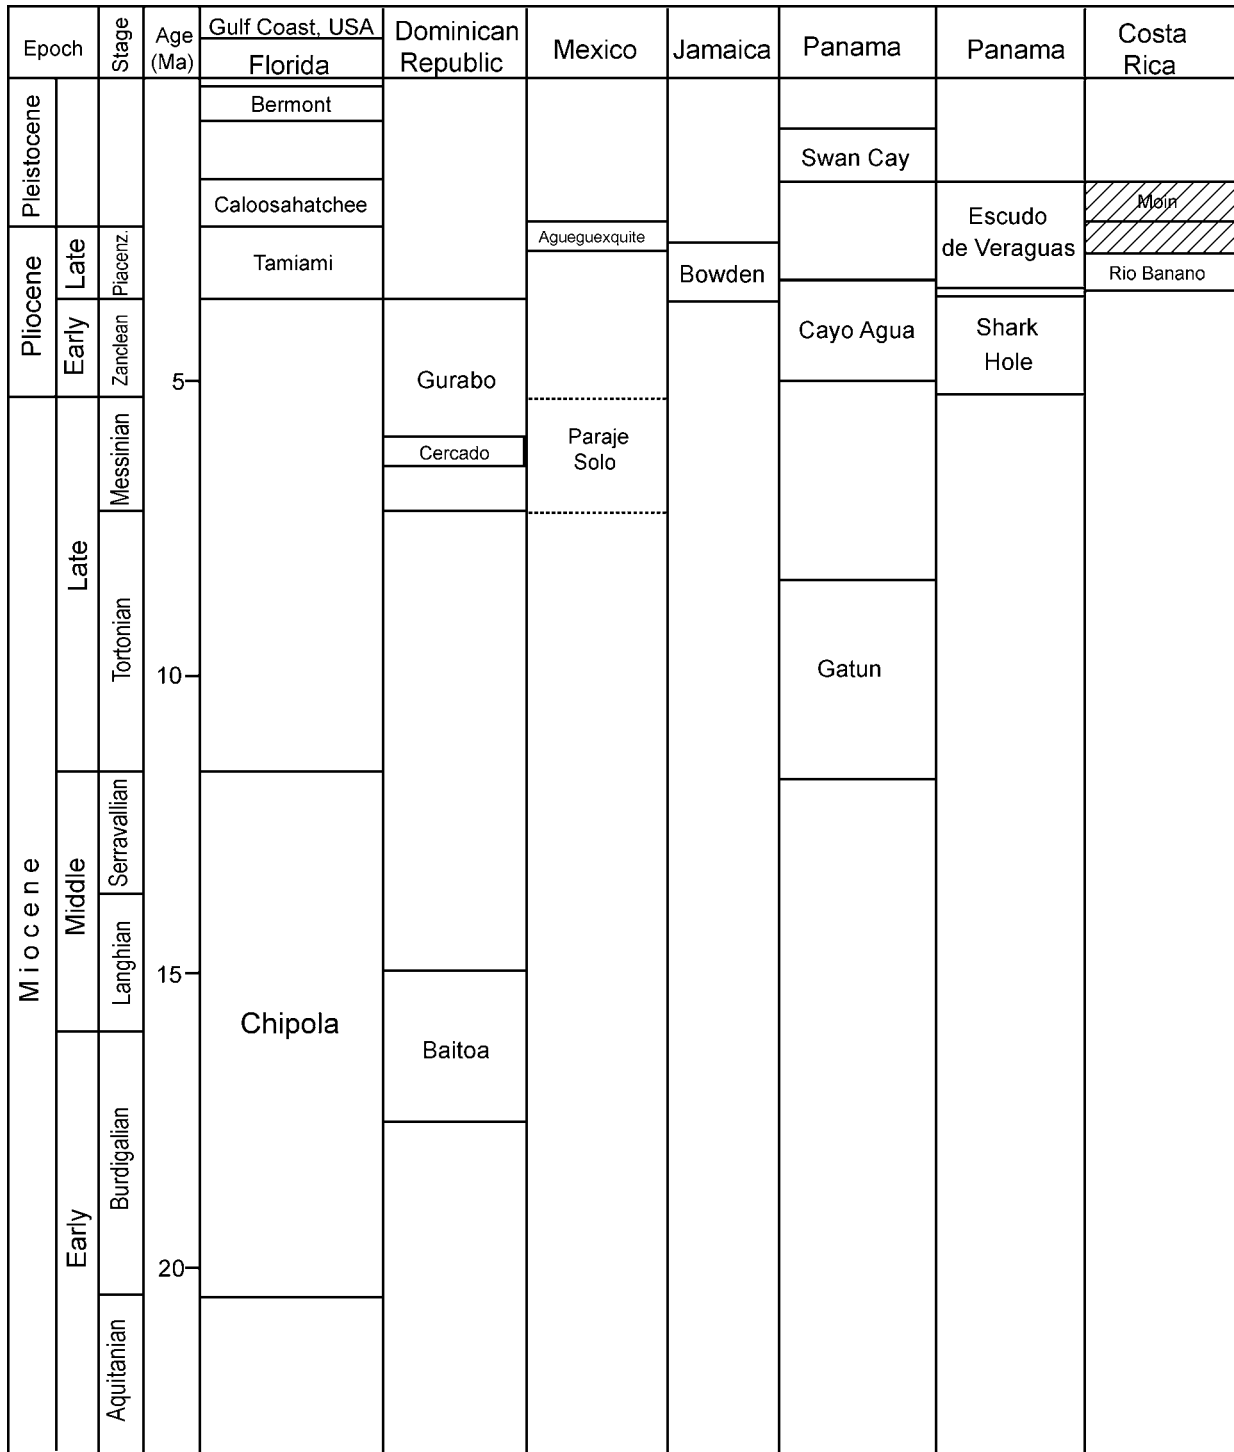 Epoch
Stage
Age
(Ma)
Gulf Coast, USA
Florida
Dominican
Republic
Mexico
Jamaica
Panama
Panama
Costa
Rica
Pleistocene
Pliocene
Miocene
Late
Early
Late
Middle
Early
Piacenz.
Zanclean
Messinian
Tortonian
Serravallian
Langhian
Burdigalian
Aquitanian
5
10
15
20
Bermont
Caloosahatchee
Tamiami
Chipola
Gurabo
Cercado
Baitoa
Agueguexquite
Paraje
Solo
Bowden
Swan Cay
Cayo Agua
Gatun
Escudo
de Veraguas
Shark
Hole
Moin
Rio Banano